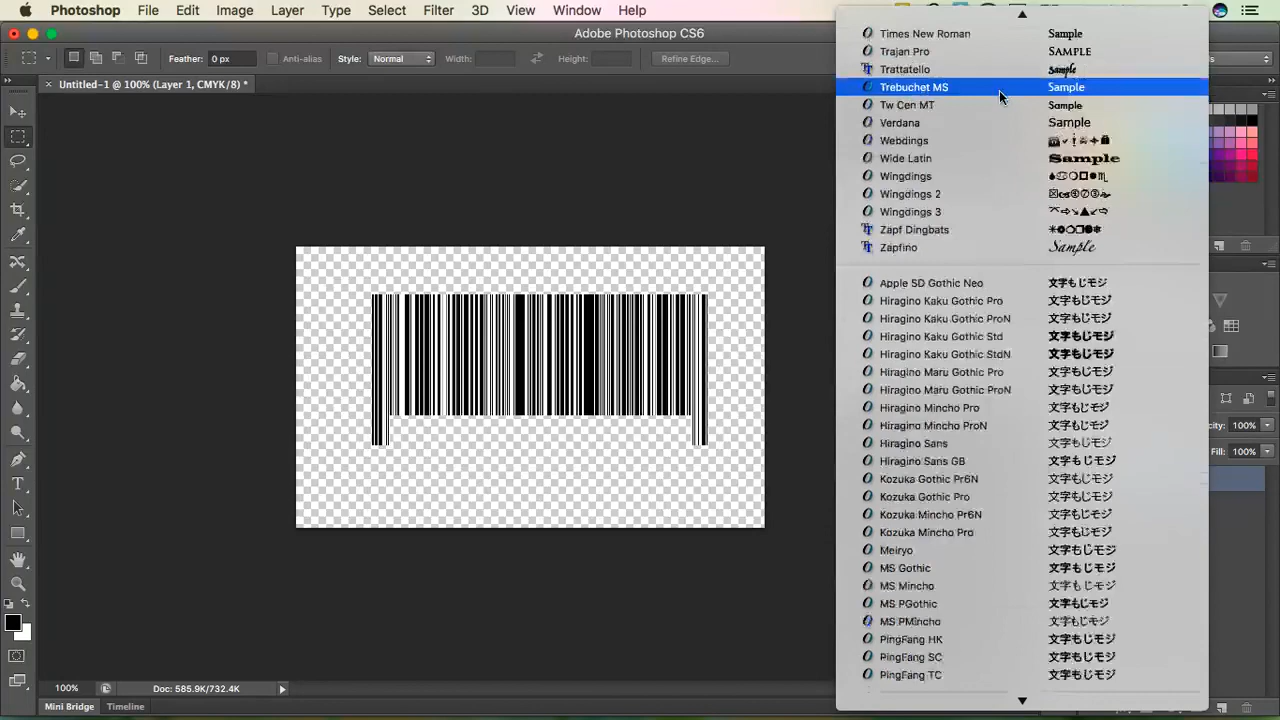 Photoshop File Edit Image Layer Type Select Filter 3D View Window Help
Adobe Photoshop CS6
Feather: 0 px Anti-alias Style: Normal Width: Height: Refine Edge...
Untitled-1 @ 100% (Layer 1, CMYK/8) *
Times New Roman Sample
Trajan Pro SAMPLE
Trattatello Sample
Trebuchet MS Sample
Tw Cen MT Sample
Verdana Sample
Webdings
Wide Latin Sample
Wingdings
Wingdings 2
Wingdings 3
Zapf Dingbats
Zapfino Sample
Apple SD Gothic Neo 文字もじモジ
Hiragino Kaku Gothic Pro 文字もじモジ
Hiragino Kaku Gothic ProN 文字もじモジ
Hiragino Kaku Gothic Std 文字もじモジ
Hiragino Kaku Gothic StdN 文字もじモジ
Hiragino Maru Gothic Pro 文字もじモジ
Hiragino Maru Gothic ProN 文字もじモジ
Hiragino Mincho Pro 文字もじモジ
Hiragino Mincho ProN 文字もじモジ
Hiragino Sans 文字もじモジ
Hiragino Sans GB 文字もじモジ
Kozuka Gothic Pr6N 文字もじモジ
Kozuka Gothic Pro 文字もじモジ
Kozuka Mincho Pr6N 文字もじモジ
Kozuka Mincho Pro 文字もじモジ
Meiryo 文字もじモジ
MS Gothic 文字もじモジ
MS Mincho 文字もじモジ
MS PGothic 文字もじモジ
MS PMincho 文字もじモジ
PingFang HK 文字もじモジ
PingFang SC 文字もじモジ
PingFang TC 文字もじモジ
100%
Fill: 100%
100% Doc: 585.9K/732.4K
Mini Bridge Timeline